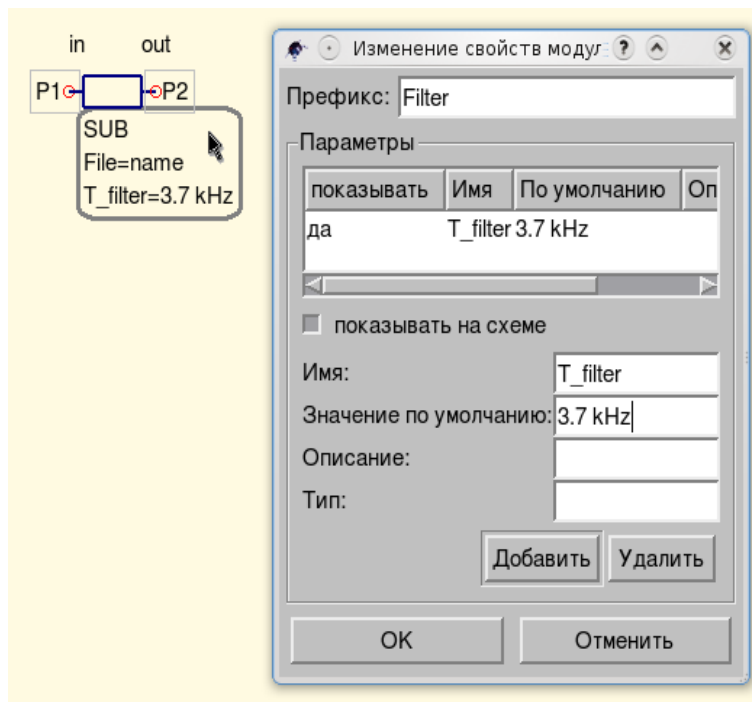 in out
P1 P2
SUB
File=name
T_filter=3.7 kHz
Изменение свойств модул
Префикс: Filter
Параметры
показывать Имя По умолчанию Оп
да T_filter 3.7 kHz
показывать на схеме
Имя: T_filter
Значение по умолчанию: 3.7 kHz
Описание:
Тип:
Добавить Удалить
OK Отменить